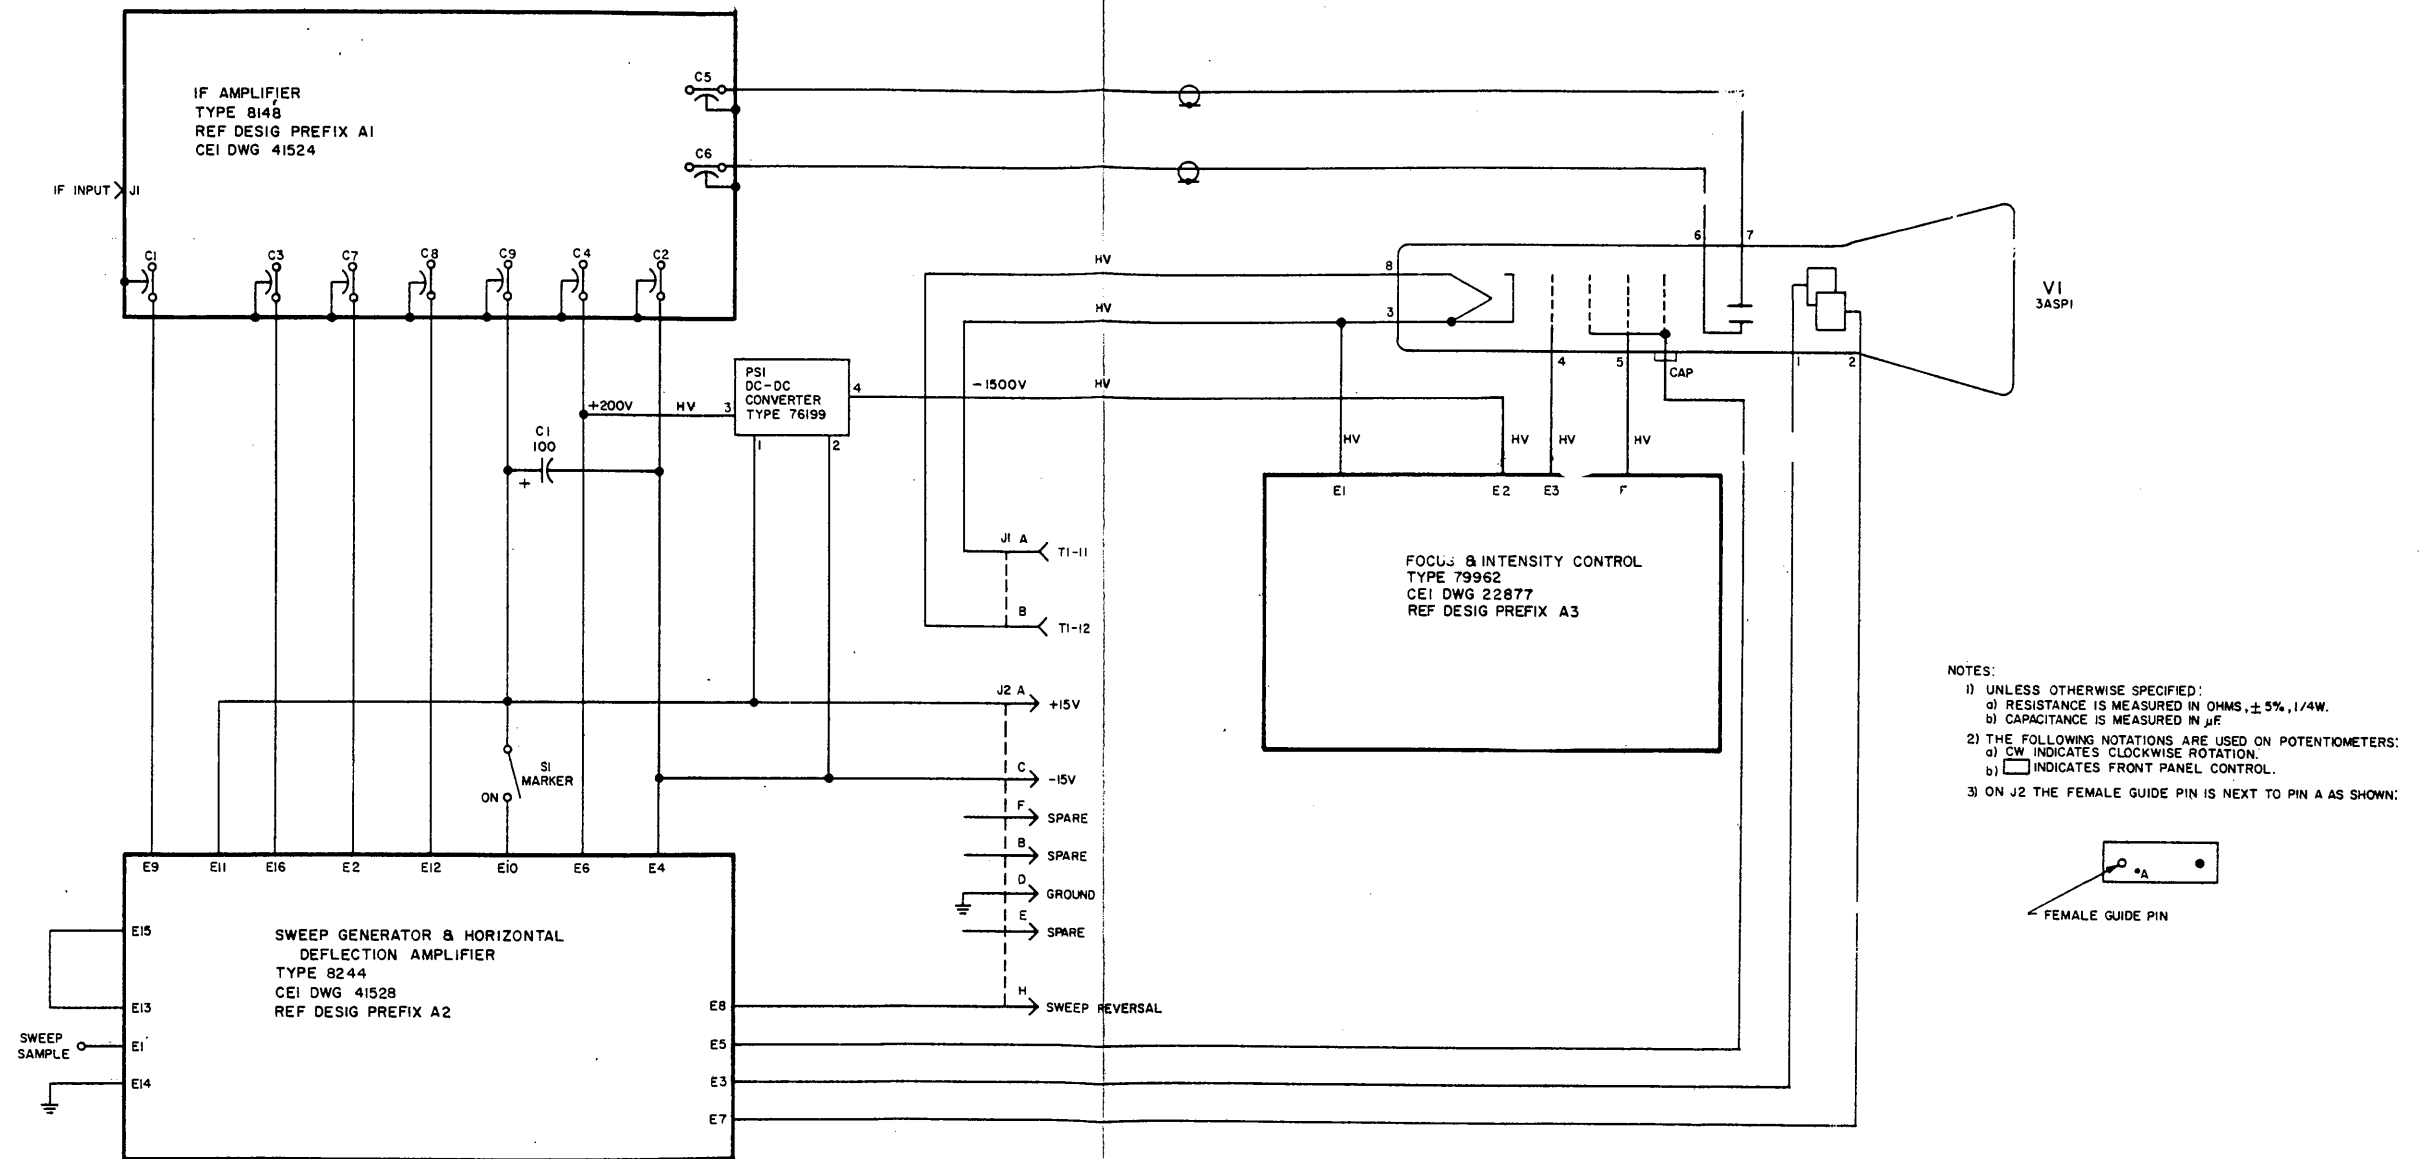 IF AMPLIFIER
TYPE 8148
REF DESIG PREFIX A1
CEI DWG 41524
IF INPUT
J1
C5
C6
C1
C3
C7
C8
C9
C4
C2
HV
8
HV
3
6
7
V1
3ASP1
4
5
CAP
1
2
PS1
DC-DC
CONVERTER
TYPE 76199
3
4
1
2
+200V
HV
-1500V
HV
C1
100
+
HV
HV
HV
HV
E1
E2
E3
FOCUS & INTENSITY CONTROL
TYPE 79962
CEI DWG 22877
REF DESIG PREFIX A3
J1
A
T1-11
B
T1-12
J2
A
+15V
C
-15V
F
SPARE
B
SPARE
D
GROUND
E
SPARE
H
SWEEP REVERSAL
S1
MARKER
ON
E9
E11
E16
E2
E12
E10
E6
E4
E15
E13
SWEEP
SAMPLE
E1
E14
SWEEP GENERATOR & HORIZONTAL
DEFLECTION AMPLIFIER
TYPE 8244
CEI DWG 41528
REF DESIG PREFIX A2
E8
E5
E3
E7
NOTES:
1) UNLESS OTHERWISE SPECIFIED:
a) RESISTANCE IS MEASURED IN OHMS, ± 5%, 1/4W.
b) CAPACITANCE IS MEASURED IN µF.
2) THE FOLLOWING NOTATIONS ARE USED ON POTENTIOMETERS:
a) CW INDICATES CLOCKWISE ROTATION.
b) INDICATES FRONT PANEL CONTROL.
3) ON J2 THE FEMALE GUIDE PIN IS NEXT TO PIN A AS SHOWN:
A
FEMALE GUIDE PIN